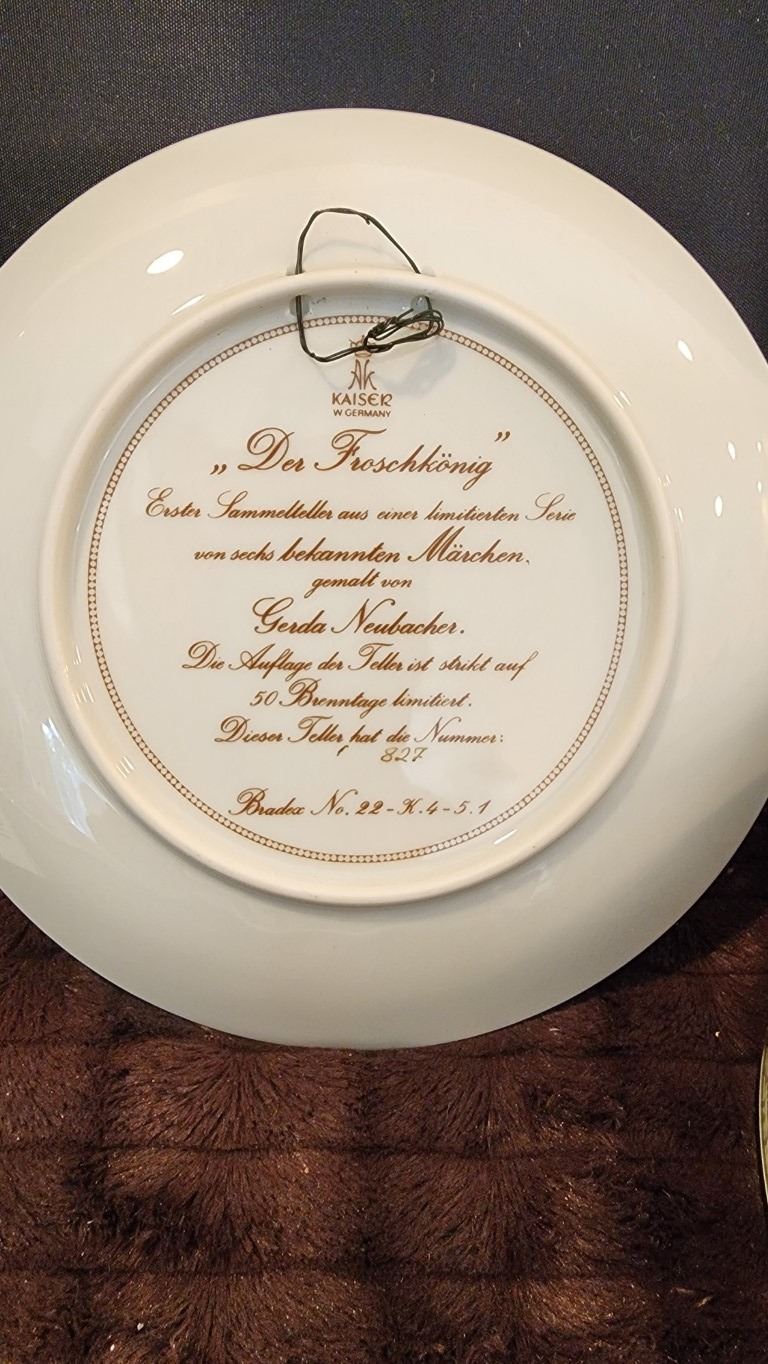 KAISER
W GERMANY
„Der Froschkönig”
Erster Sammelteller aus einer limitierten Serie
von sechs bekannten Märchen,
gemalt von
Gerda Neubacher.
Die Auflage der Teller ist strikt auf
50 Brenntage limitiert.
Dieser Teller hat die Nummer:
827
Bradex No. 22-K.4-5.1